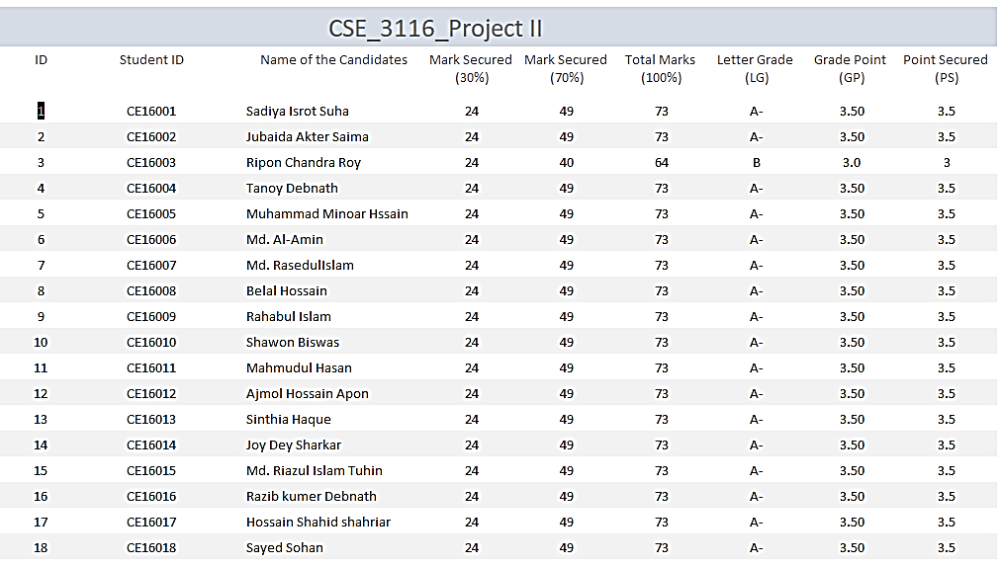 CSE_3116_Project II
ID Student ID Name of the Candidates Mark Secured (30%) Mark Secured (70%) Total Marks (100%) Letter Grade (LG) Grade Point (GP) Point Secured (PS)
1 CE16001 Sadiya Isrot Suha 24 49 73 A- 3.50 3.5
2 CE16002 Jubaida Akter Saima 24 49 73 A- 3.50 3.5
3 CE16003 Ripon Chandra Roy 24 40 64 B 3.0 3
4 CE16004 Tanoy Debnath 24 49 73 A- 3.50 3.5
5 CE16005 Muhammad Minoar Hssain 24 49 73 A- 3.50 3.5
6 CE16006 Md. Al-Amin 24 49 73 A- 3.50 3.5
7 CE16007 Md. RasedulIslam 24 49 73 A- 3.50 3.5
8 CE16008 Belal Hossain 24 49 73 A- 3.50 3.5
9 CE16009 Rahabul Islam 24 49 73 A- 3.50 3.5
10 CE16010 Shawon Biswas 24 49 73 A- 3.50 3.5
11 CE16011 Mahmudul Hasan 24 49 73 A- 3.50 3.5
12 CE16012 Ajmol Hossain Apon 24 49 73 A- 3.50 3.5
13 CE16013 Sinthia Haque 24 49 73 A- 3.50 3.5
14 CE16014 Joy Dey Sharkar 24 49 73 A- 3.50 3.5
15 CE16015 Md. Riazul Islam Tuhin 24 49 73 A- 3.50 3.5
16 CE16016 Razib kumer Debnath 24 49 73 A- 3.50 3.5
17 CE16017 Hossain Shahid shahriar 24 49 73 A- 3.50 3.5
18 CE16018 Sayed Sohan 24 49 73 A- 3.50 3.5